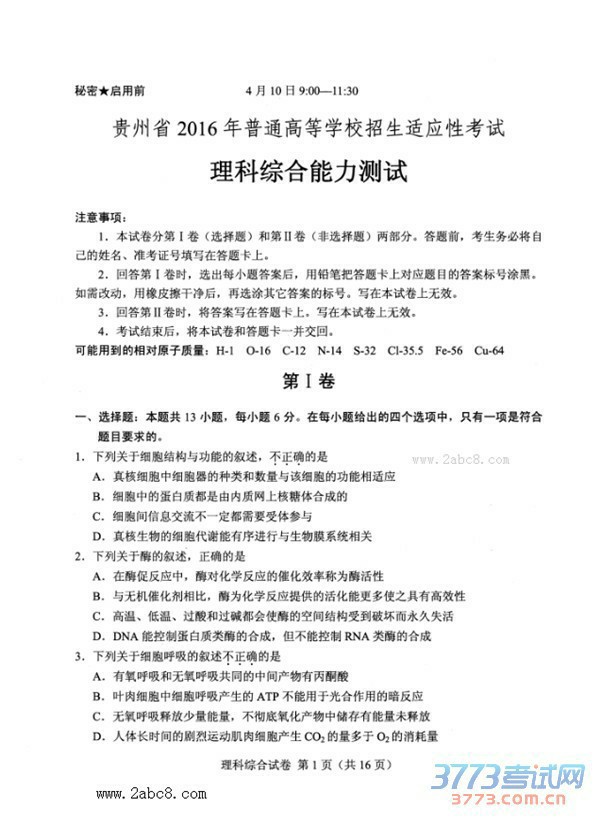 秘密★启用前 4月10日9:00—11:30
贵州省2016年普通高等学校招生适应性考试
理科综合能力测试
注意事项:
1．本试卷分第Ⅰ卷（选择题）和第Ⅱ卷（非选择题）两部分。答题前，考生务必将自
己的姓名、准考证号填写在答题卡上。
2．回答第Ⅰ卷时，选出每小题答案后，用铅笔把答题卡上对应题目的答案标号涂黑。
如需改动，用橡皮擦干净后，再选涂其它答案的标号。写在本试卷上无效。
3．回答第Ⅱ卷时，将答案写在答题卡上。写在本试卷上无效。
4．考试结束后，将本试卷和答题卡一并交回。
可能用到的相对原子质量：H-1 O-16 C-12 N-14 S-32 Cl-35.5 Fe-56 Cu-64
第Ⅰ卷
一、选择题：本题共13小题，每小题6分。在每小题给出的四个选项中，只有一项是符合
题目要求的。
1．下列关于细胞结构与功能的叙述，不正确的是
www.2abc8.com
A．真核细胞中细胞器的种类和数量与该细胞的功能相适应
B．细胞中的蛋白质都是由内质网上核糖体合成的
C．细胞间信息交流不一定都需要受体参与
D．真核生物的细胞代谢能有序进行与生物膜系统相关
2．下列关于酶的叙述，正确的是
A．在酶促反应中，酶对化学反应的催化效率称为酶活性
B．与无机催化剂相比，酶为化学反应提供的活化能更多使之具有高效性
C．高温、低温、过酸和过碱都会使酶的空间结构受到破坏而永久失活
D．DNA能控制蛋白质类酶的合成，但不能控制RNA类酶的合成
3．下列关于细胞呼吸的叙述不正确的是
A．有氧呼吸和无氧呼吸共同的中间产物有丙酮酸
B．叶肉细胞中细胞呼吸产生的ATP不能用于光合作用的暗反应
C．无氧呼吸释放少量能量，不彻底氧化产物中储存有能量未释放
D．人体长时间的剧烈运动肌肉细胞产生CO₂的量多于O₂的消耗量
理科综合试卷 第1页（共16页）
www.2abc8.com
3773考试网
3773.com.cn